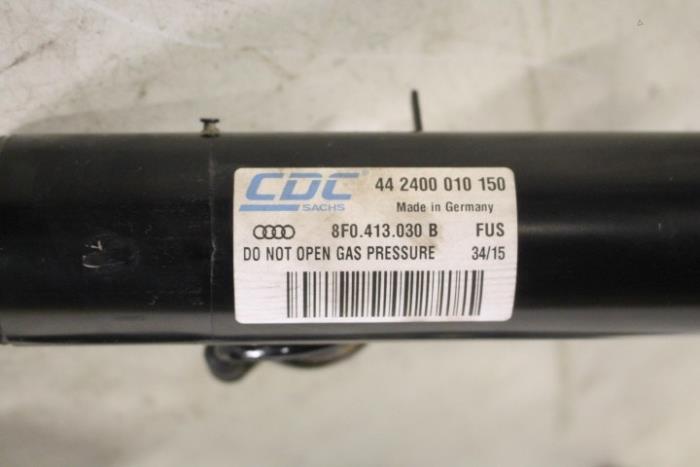 CDC 44 2400 010 150
SACHS Made in Germany
8F0.413.030 B FUS
DO NOT OPEN GAS PRESSURE 34/15